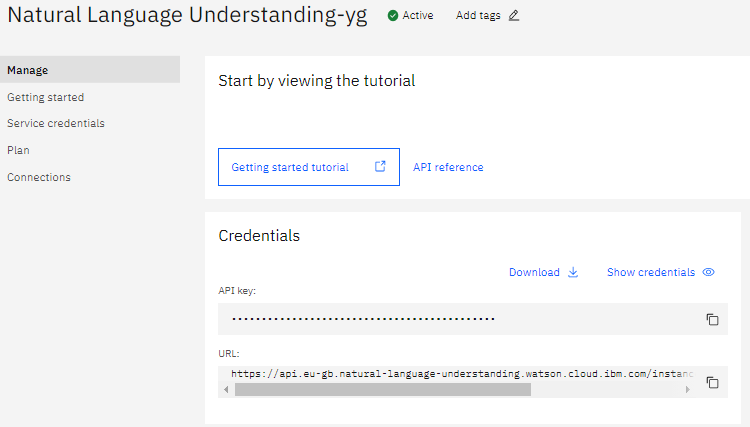 Natural Language Understanding-yg Active Add tags
Manage
Getting started
Service credentials
Plan
Connections
Start by viewing the tutorial
Getting started tutorial API reference
Credentials
Download Show credentials
API key:
••••••••••••••••••••••••••••••••••••••••••••
URL:
https://api.eu-gb.natural-language-understanding.watson.cloud.ibm.com/instanc